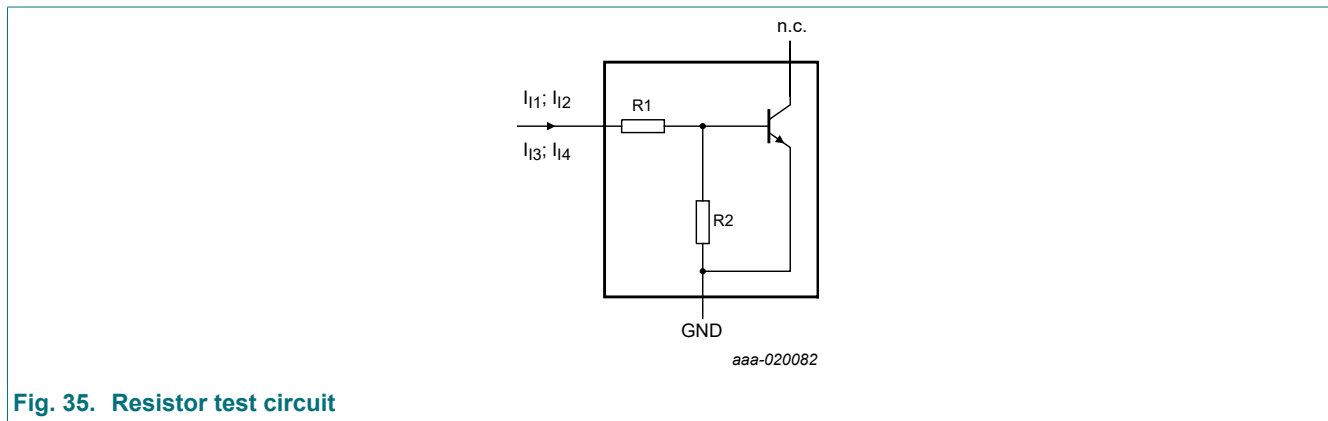 n.c.
I_I1; I_I2
R1
I_I3; I_I4
R2
GND
aaa-020082
Fig. 35. Resistor test circuit